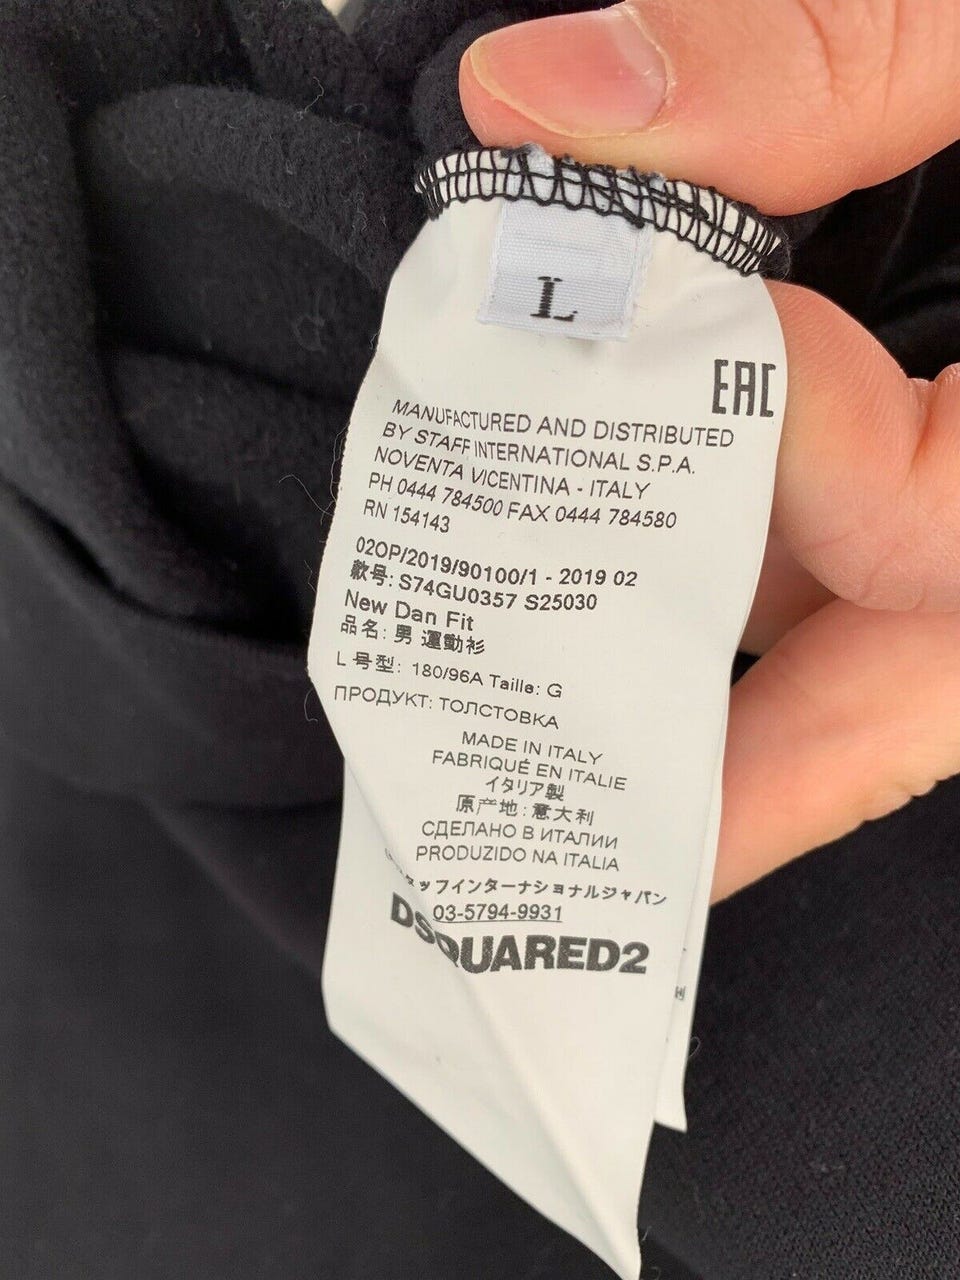 L
EAC
MANUFACTURED AND DISTRIBUTED
BY STAFF INTERNATIONAL S.P.A.
NOVENTA VICENTINA - ITALY
PH 0444 784500 FAX 0444 784580
RN 154143
02OP/2019/90100/1 - 2019 02
款号: S74GU0357 S25030
New Dan Fit
品名: 男 運動衫
L 号型: 180/96A Taille: G
ПРОДУКТ: ТОЛСТОВКА
MADE IN ITALY
FABRIQUÉ EN ITALIE
イタリア製
原产地: 意大利
СДЕЛАНО В ИТАЛИИ
PRODUZIDO NA ITALIA
タッフインターナショナルジャパン
03-5794-9931
DSQUARED2